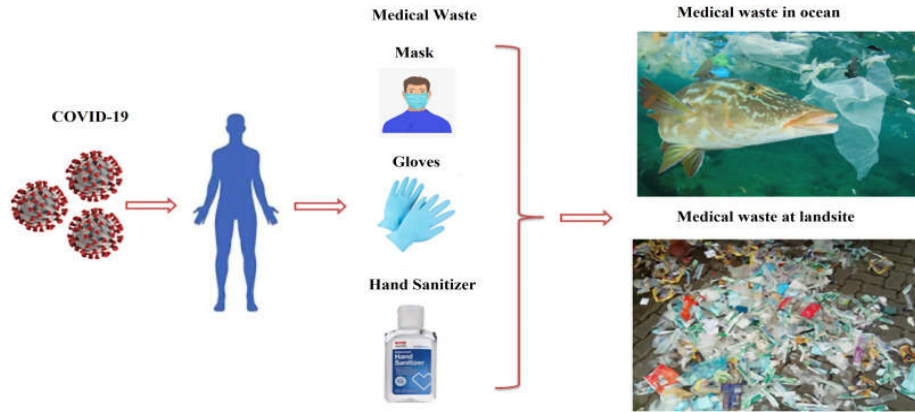 Medical Waste
Medical waste in ocean
Mask
COVID-19
Gloves
Medical waste at landsite
Hand Sanitizer
Hand
Sanitizer